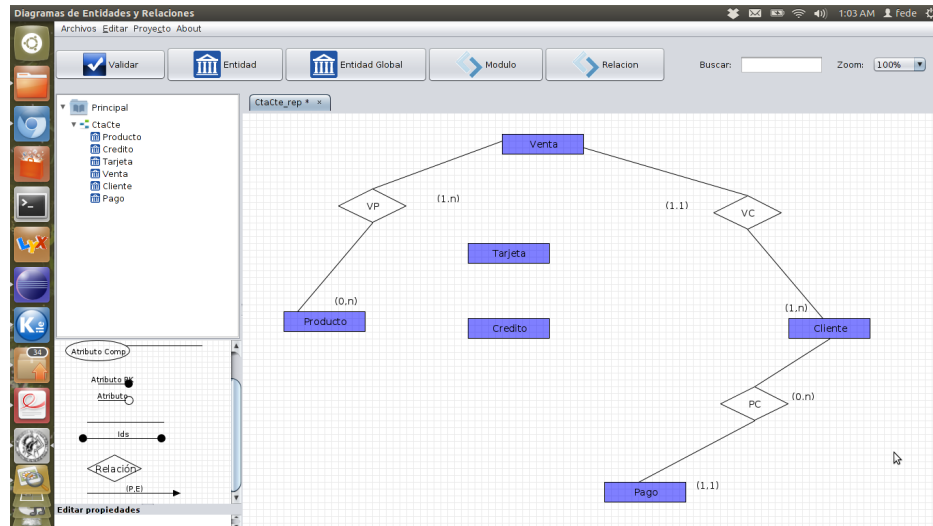 Diagramas de Entidades y Relaciones
1:03 AM fede
Archivos Editar Proyecto About
Validar
Entidad
Entidad Global
Modulo
Relacion
Buscar:
Zoom: 100%
Principal
CtaCte
Producto
Credito
Tarjeta
Venta
Cliente
Pago
CtaCte_rep * ×
Venta
VP
(1.n)
(1.1)
VC
Tarjeta
(0,n)
Producto
Credito
(1,n)
Cliente
PC
(0.n)
Pago
(1,1)
Atributo Comp
Atributo PK
Atributo
Ids
Relación
(P,E)
Editar propiedades
LyX
K
34